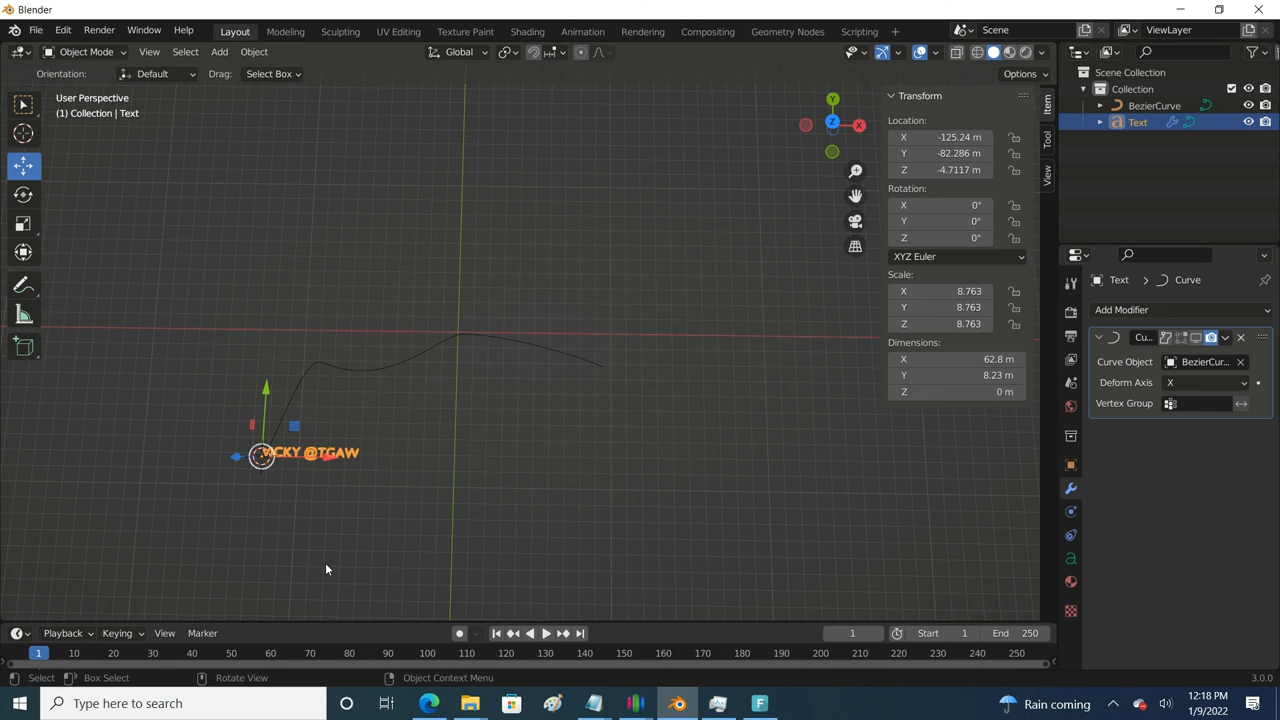 Blender
File Edit Render Window Help Layout Modeling Sculpting UV Editing Texture Paint Shading Animation Rendering Compositing Geometry Nodes Scripting Scene ViewLayer
Object Mode View Select Add Object Global
Orientation: Default Drag: Select Box Options
User Perspective
(1) Collection | Text
Y
Z
X
Transform
Location:
X -125.24 m
Y -82.286 m
Z -4.7117 m
Rotation:
X 0°
Y 0°
Z 0°
XYZ Euler
Scale:
X 8.763
Y 8.763
Z 8.763
Dimensions:
X 62.8 m
Y 8.23 m
Z 0 m
Item
Tool
View
Scene Collection
Collection
BezierCurve
Text
Text Curve
Add Modifier
Cu...
Curve Object BezierCur...
Deform Axis X
Vertex Group
@TGAW
Playback Keying View Marker 1 Start 1 End 250
1 10 20 30 40 50 60 70 80 90 100 110 120 130 140 150 160 170 180 190 200 210 220 230 240 250
Select Box Select Rotate View Object Context Menu 3.0.0
Type here to search Rain coming 12:18 PM
1/9/2022